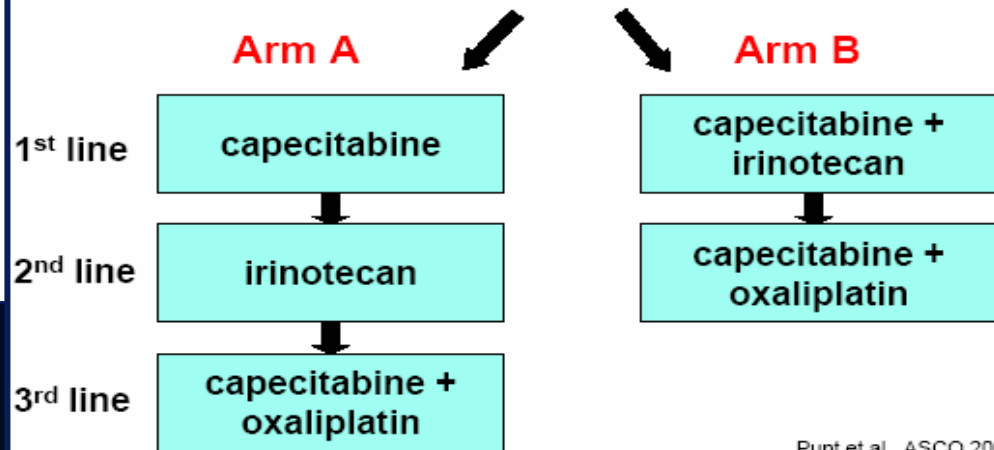 Arm A
Arm B
1st line
capecitabine
capecitabine +
irinotecan
2nd line
irinotecan
capecitabine +
oxaliplatin
3rd line
capecitabine +
oxaliplatin
Punt et al., ASCO